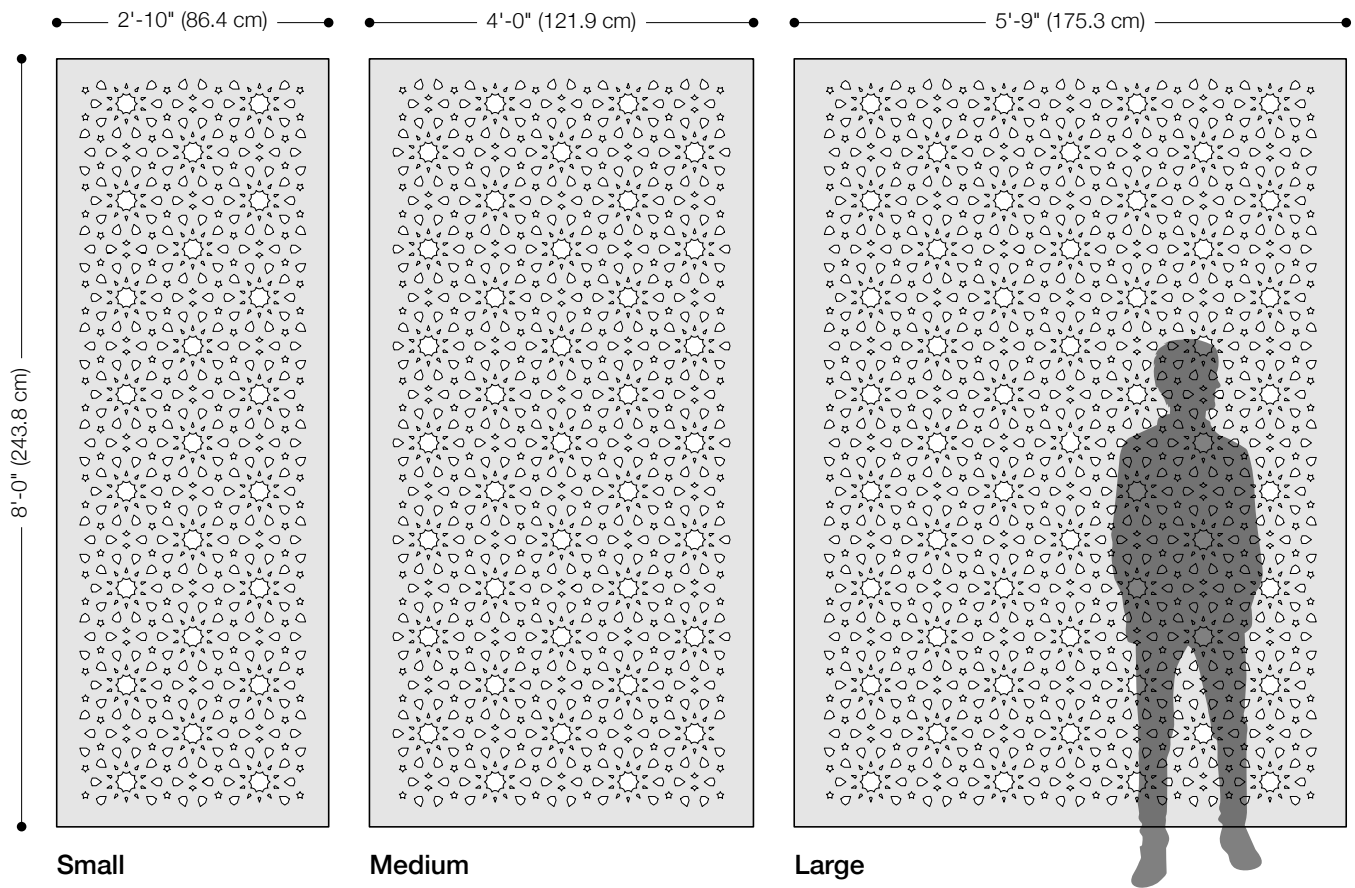 2'-10" (86.4 cm)
4'-0" (121.9 cm)
5'-9" (175.3 cm)
8'-0" (243.8 cm)
Small
Medium
Large